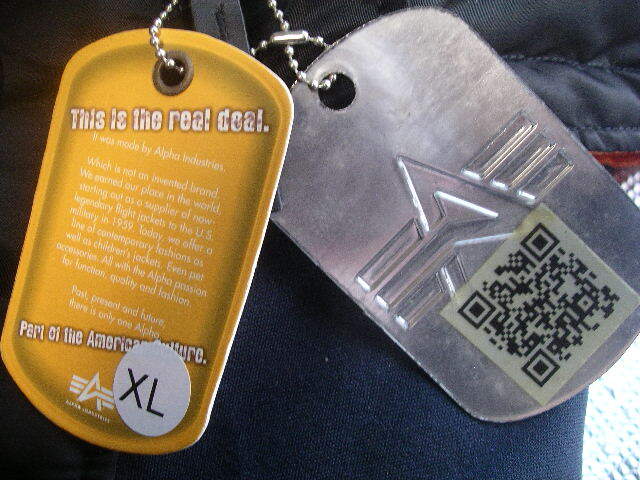 This is the real deal.
It was made by Alpha Industries.
Which is not an invented brand.
We earned our place in the world,
starting out as a supplier of now-
legendary flight jackets to the U.S.
military in 1959. Today, we offer a
line of contemporary fashions as
well as children's jacket. Even pet
accessories. All with the Alpha passion
for function, quality and fashion.
Past, present and future,
there is only one Alpha.
Part of the American Culture.
ALPHA INDUSTRIES
XL